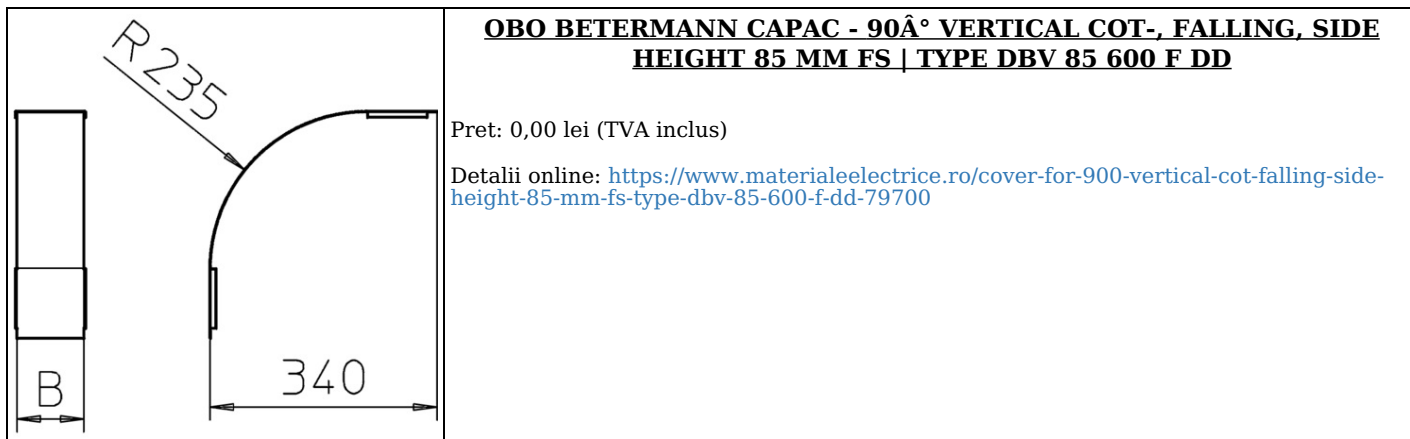 R235
B
340
OBO BETERMANN CAPAC - 90Â° VERTICAL COT-, FALLING, SIDE
HEIGHT 85 MM FS | TYPE DBV 85 600 F DD
Pret: 0,00 lei (TVA inclus)
Detalii online: https://www.materialeelectrice.ro/cover-for-900-vertical-cot-falling-side-
height-85-mm-fs-type-dbv-85-600-f-dd-79700